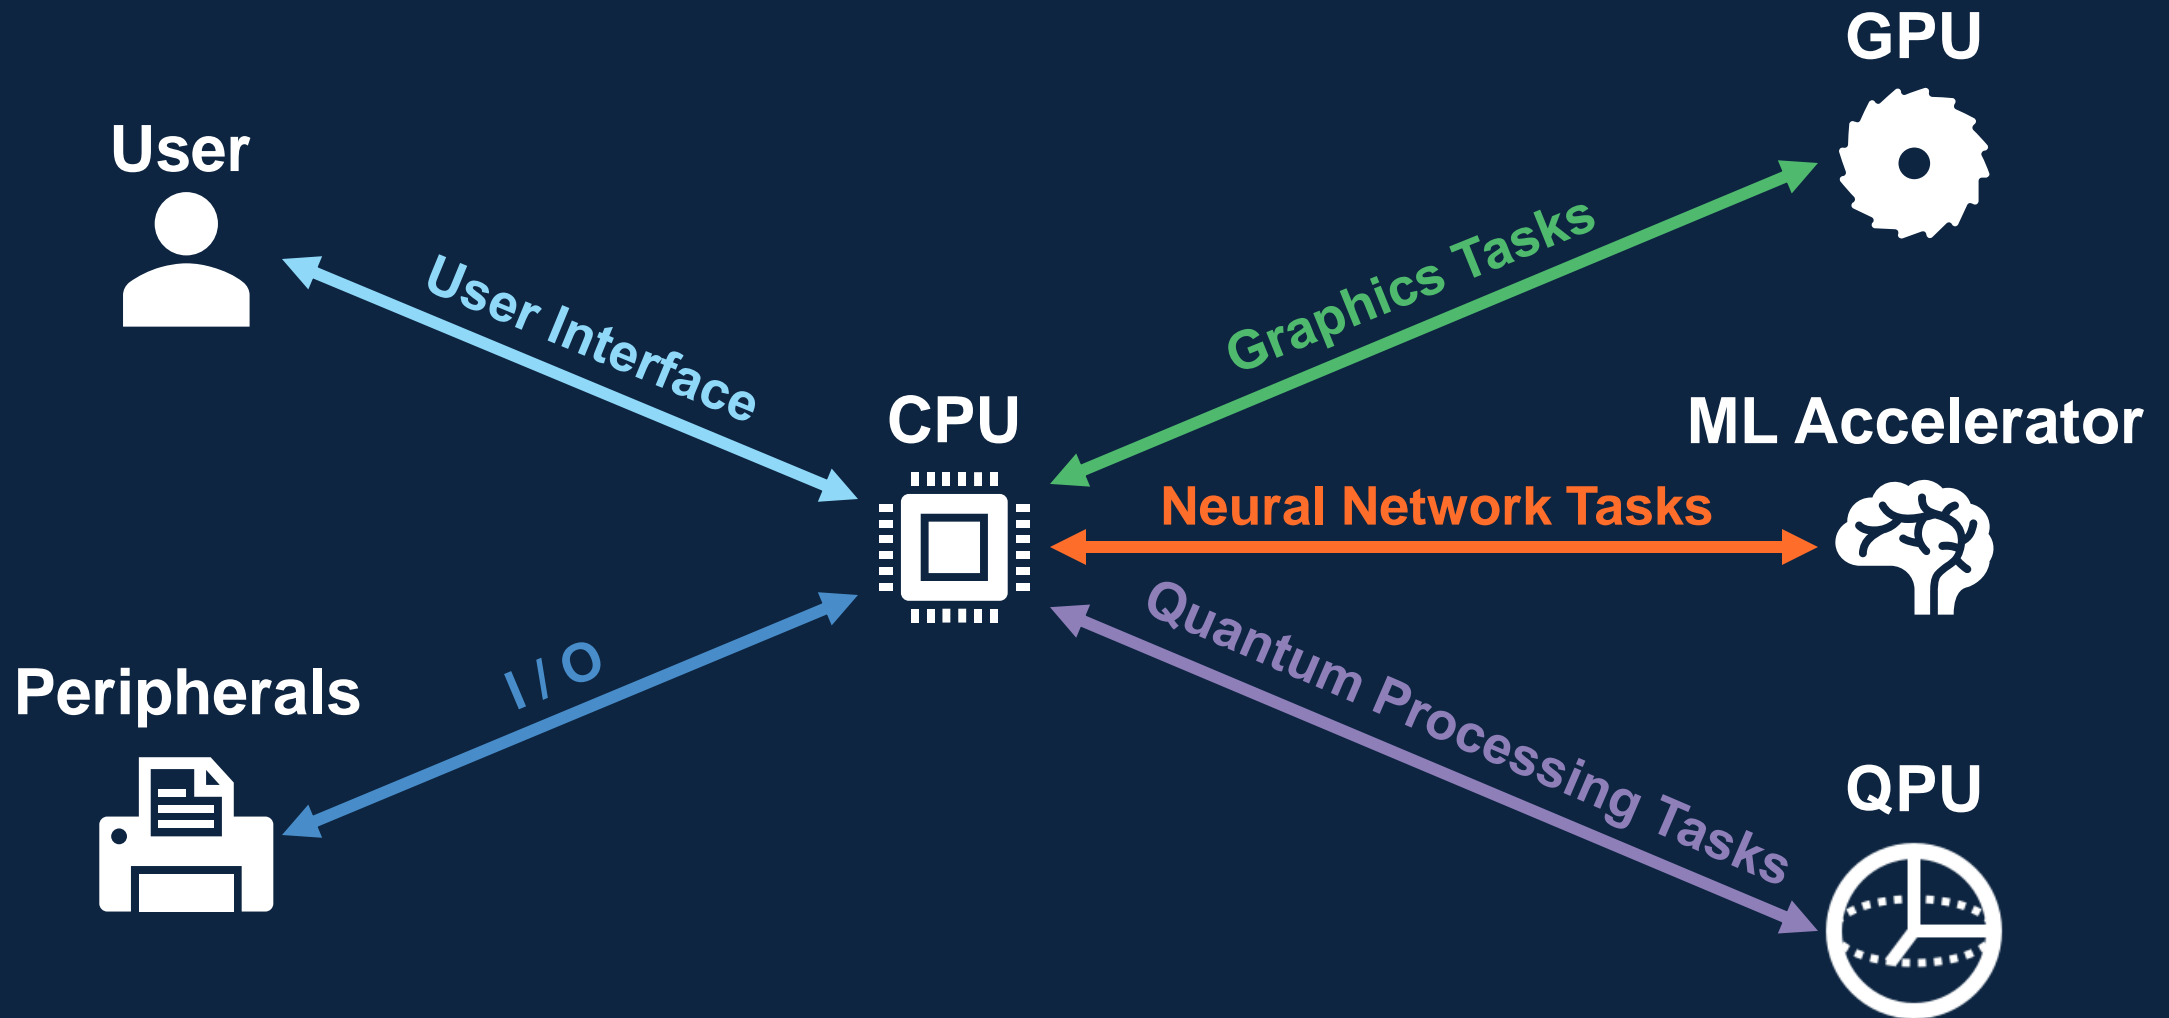 GPU
User
Graphics Tasks
User Interface
CPU
ML Accelerator
Neural Network Tasks
Quantum Processing Tasks
I / O
Peripherals
QPU